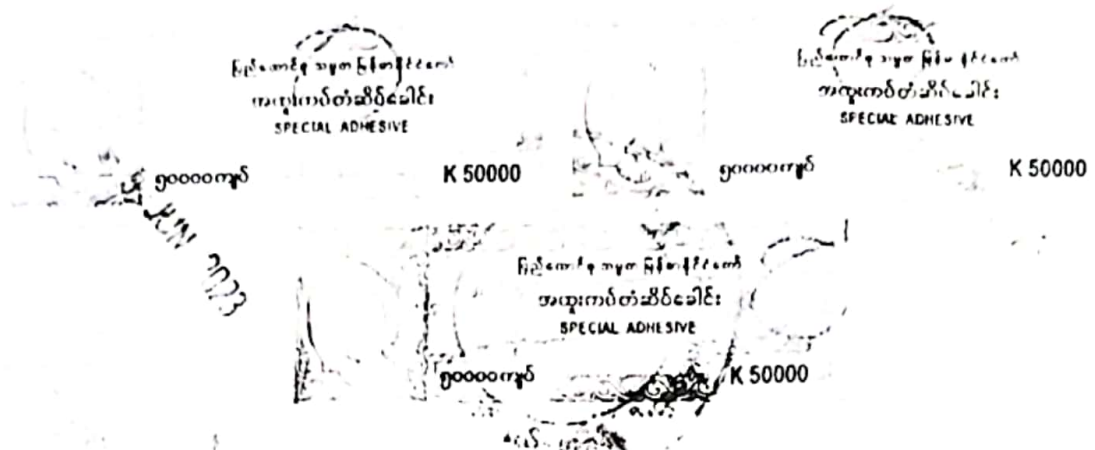 ပြည်ထောင်စု သမ္မတ မြန်မာနိုင်ငံတော်
အထူးကပ်တံဆိပ်ခေါင်း
SPECIAL ADHESIVE
၅၀၀၀၀ကျပ်
K 50000
JUN 2023
ပြည်ထောင်စု သမ္မတ မြန်မာနိုင်ငံတော်
အထူးကပ်တံဆိပ်ခေါင်း
SPECIAL ADHESIVE
၅၀၀၀၀ကျပ်
K 50000
ပြည်ထောင်စု သမ္မတ မြန်မာနိုင်ငံတော်
အထူးကပ်တံဆိပ်ခေါင်း
SPECIAL ADHESIVE
၅၀၀၀၀ကျပ်
K 50000